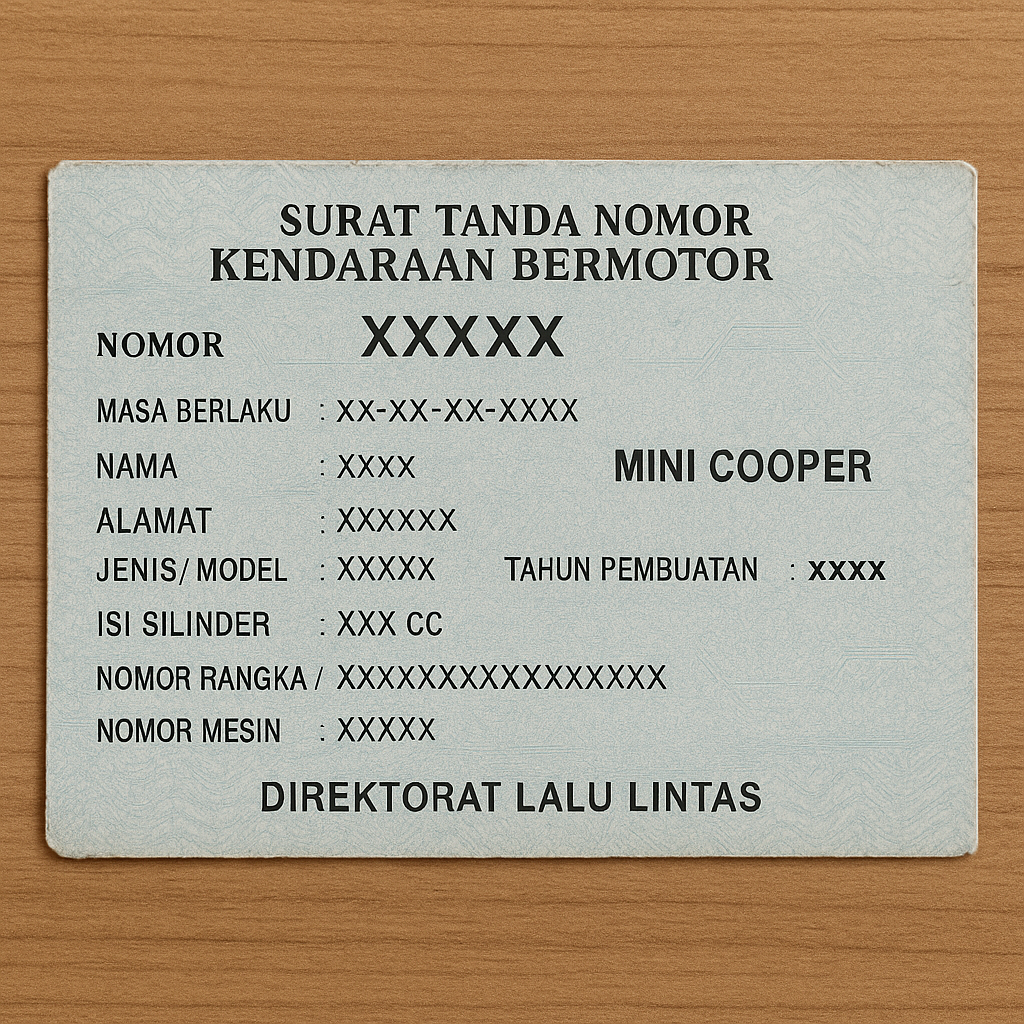 SURAT TANDA NOMOR
KENDARAAN BERMOTOR
NOMOR XXXXX
MASA BERLAKU : XX-XX-XX-XXXX
NAMA : XXXX MINI COOPER
ALAMAT : XXXXXX
JENIS/ MODEL : XXXXX TAHUN PEMBUATAN : XXXX
ISI SILINDER : XXX CC
NOMOR RANGKA / XXXXXXXXXXXXXXXX
NOMOR MESIN : XXXXX
DIREKTORAT LALU LINTAS